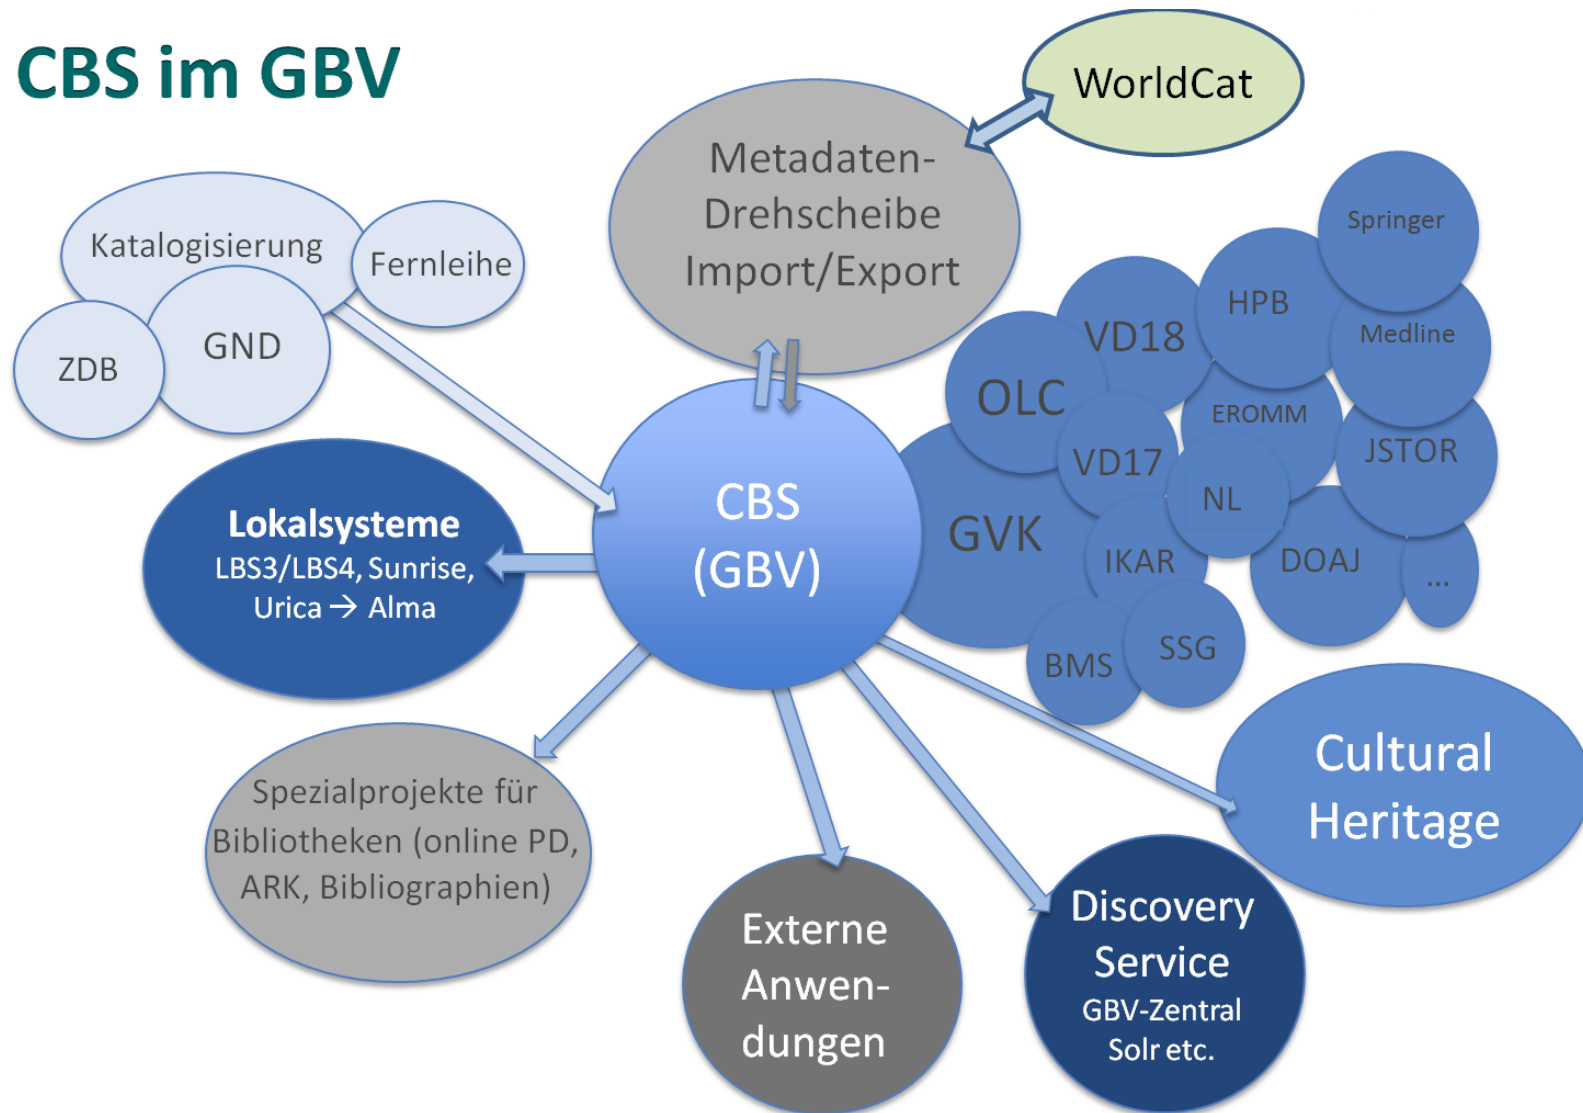 CBS im GBV
WorldCat
Metadaten-
Drehscheibe
Import/Export
Katalogisierung
Fernleihe
GND
ZDB
Springer
HPB
Medline
VD18
OLC
EROMM
JSTOR
VD17
NL
GVK
IKAR
DOAJ
...
BMS
SSG
CBS
(GBV)
Lokalsysteme
LBS3/LBS4, Sunrise,
Urica → Alma
Spezialprojekte für
Bibliotheken (online PD,
ARK, Bibliographien)
Externe
Anwen-
dungen
Discovery
Service
GBV-Zentral
Solr etc.
Cultural
Heritage